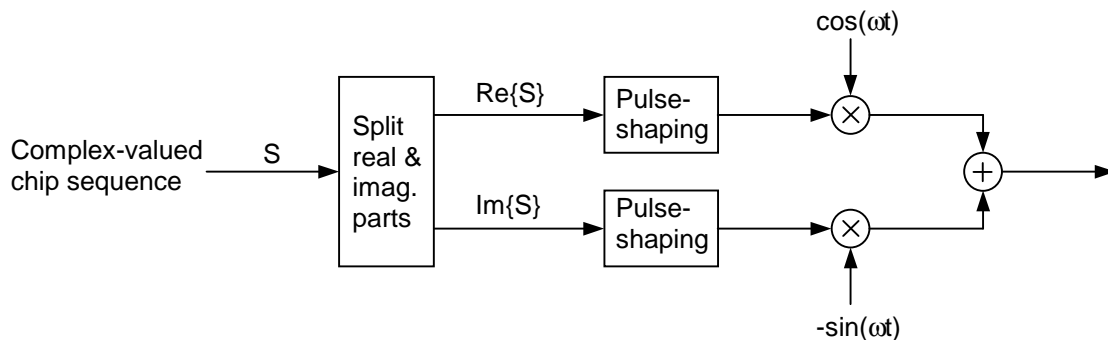 cos(ωt)
Complex-valued
chip sequence
S
Split
real &
imag.
parts
Re{S}
Pulse-
shaping
Im{S}
Pulse-
shaping
-sin(ωt)